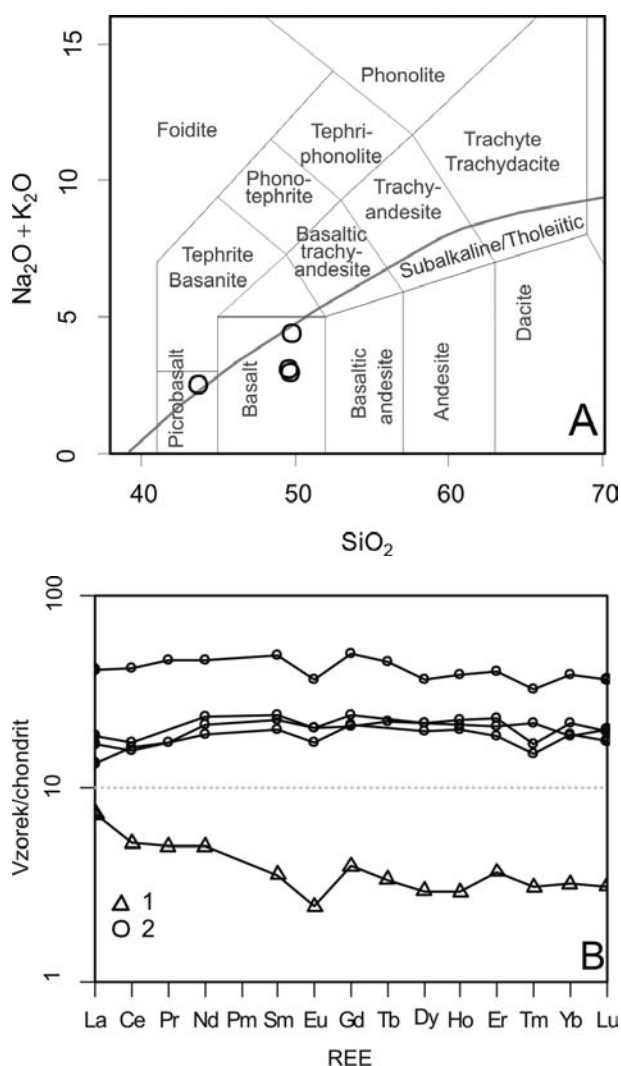 15
10
5
0
Na₂O + K₂O
Foidite
Phonolite
Tephri-
phonolite
Trachyte
Trachydacite
Phono-
tephrite
Trachy-
andesite
Tephrite
Basanite
Basaltic
trachy-
andesite
Subalkaline/Tholeiitic
Picrobasalt
Basalt
Basaltic
andesite
Andesite
Dacite
A
40 50 60 70
SiO₂
100
10
1
Vzorek/chondrit
1
2
B
La Ce Pr Nd Pm Sm Eu Gd Tb Dy Ho Er Tm Yb Lu
REE